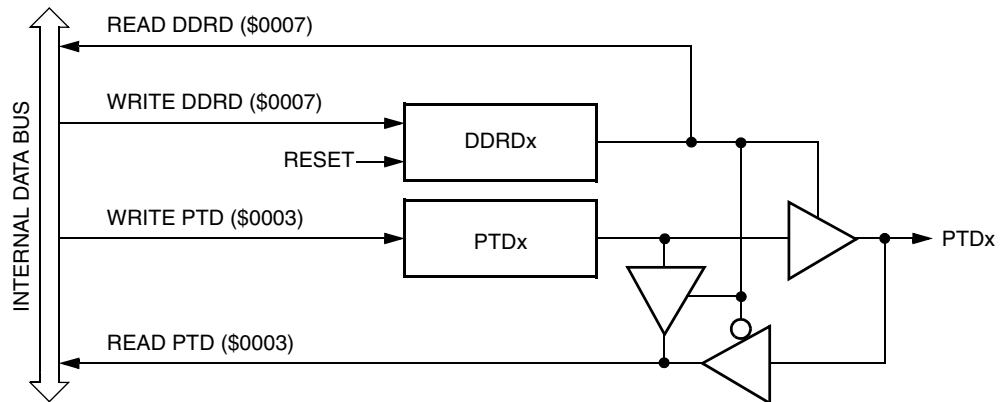 READ DDRD ($0007)
WRITE DDRD ($0007)
DDRDx
RESET
INTERNAL DATA BUS
WRITE PTD ($0003)
PTDx
PTDx
READ PTD ($0003)